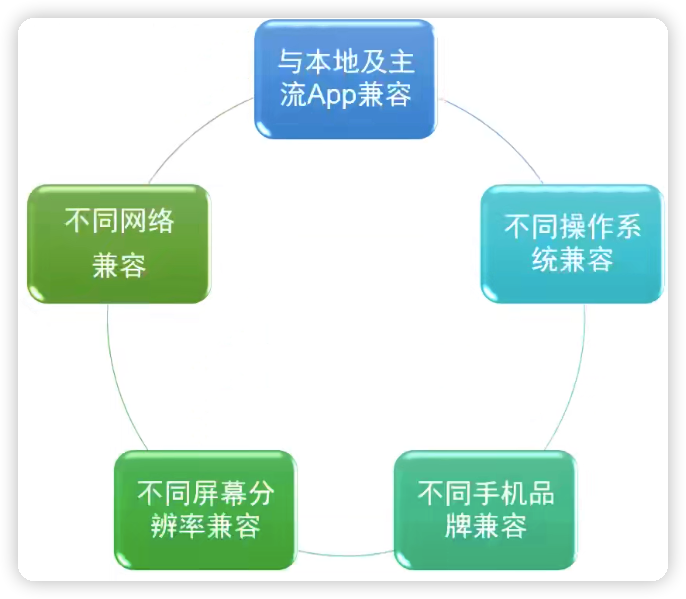 与本地及主
流App兼容
不同操作系
统兼容
不同手机品
牌兼容
不同屏幕分
辨率兼容
不同网络
兼容